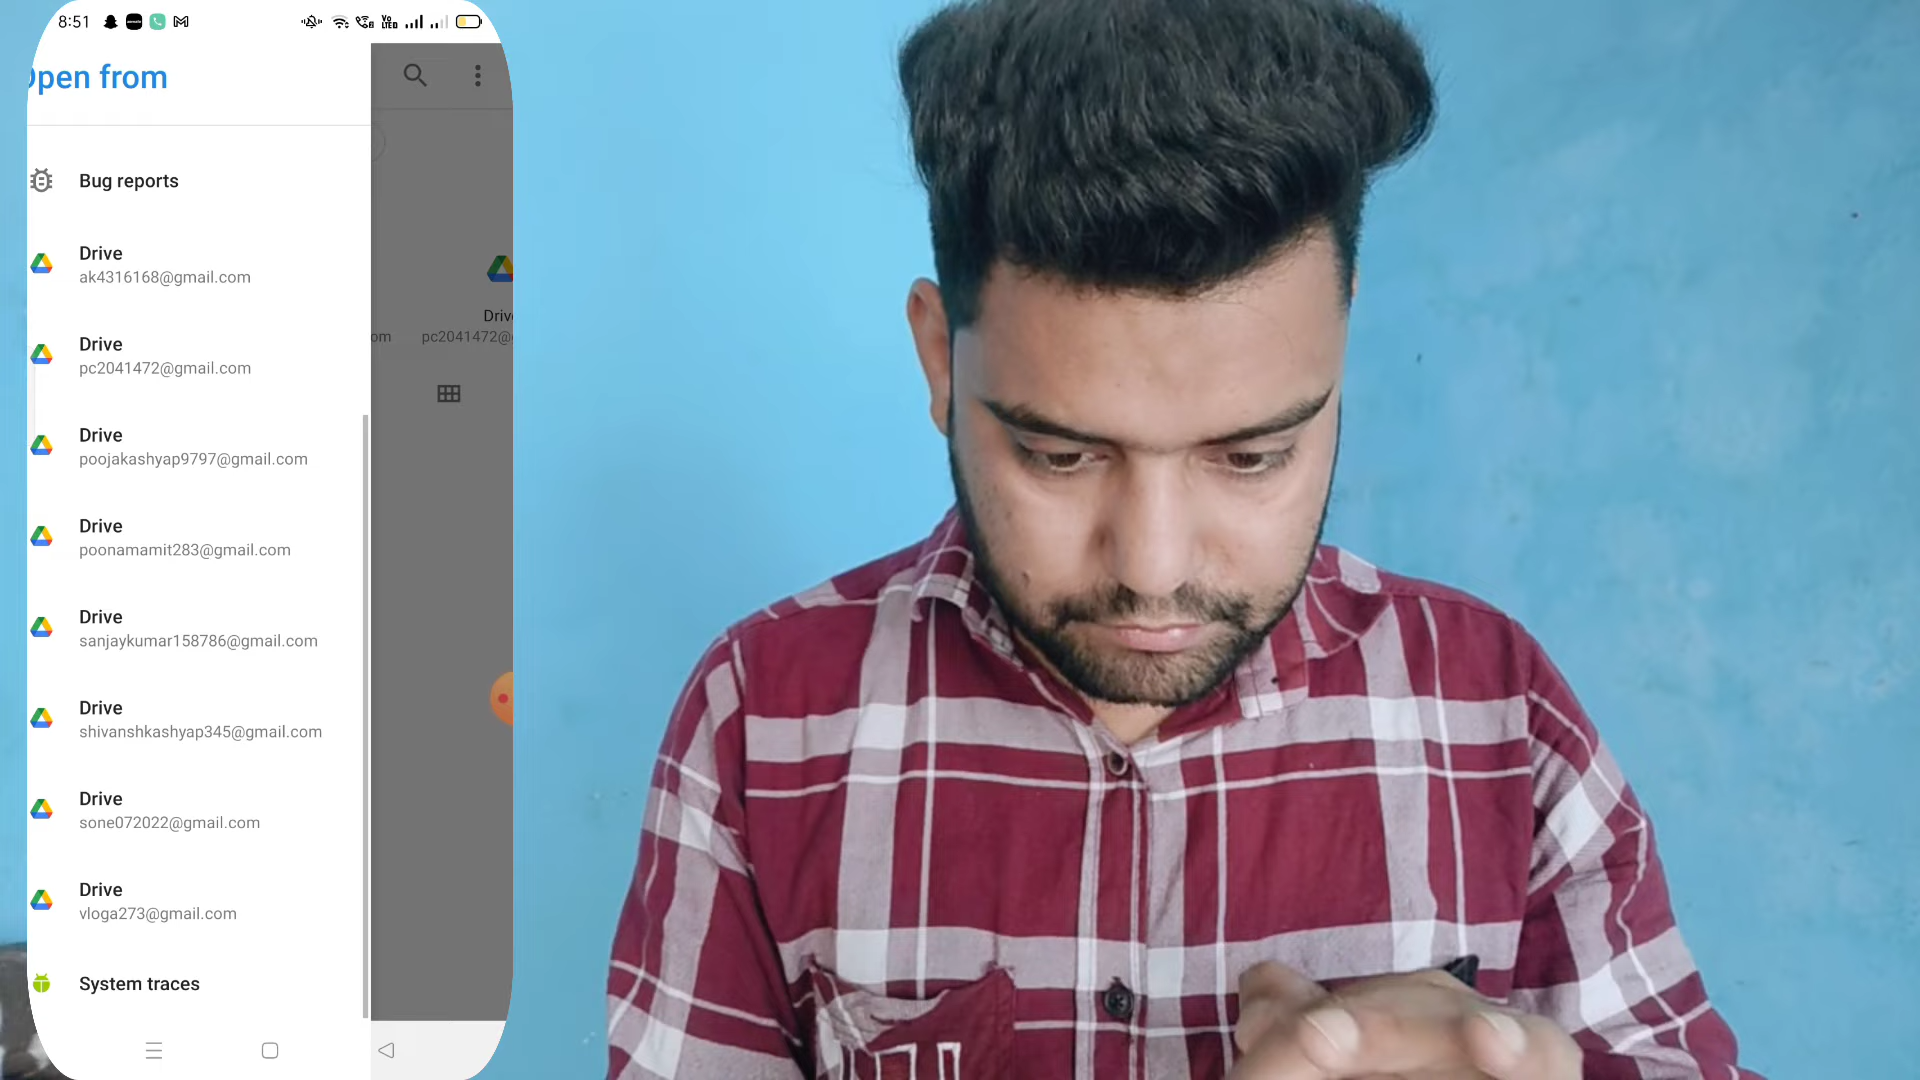 8:51
Open from
Bug reports
Drive
ak4316168@gmail.com
Drive
pc2041472@gmail.com
Drive
poojakashyap9797@gmail.com
Drive
poonamamit283@gmail.com
Drive
sanjaykumar158786@gmail.com
Drive
shivanshkashyap345@gmail.com
Drive
sone072022@gmail.com
Drive
vloga273@gmail.com
System traces
Driv
om
pc2041472@